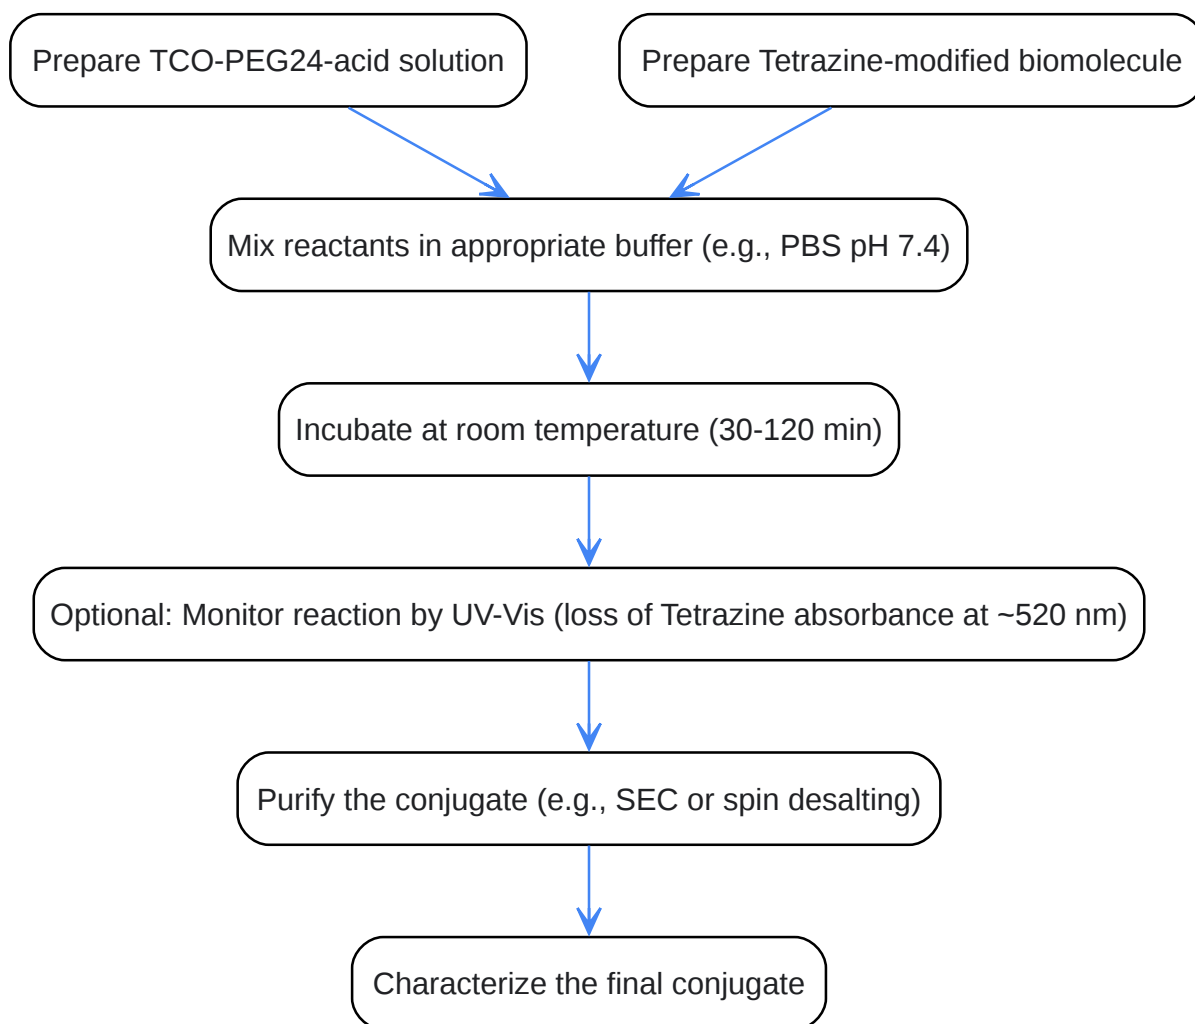 Prepare TCO-PEG24-acid solution
Prepare Tetrazine-modified biomolecule
Mix reactants in appropriate buffer (e.g., PBS pH 7.4)
Incubate at room temperature (30-120 min)
Optional: Monitor reaction by UV-Vis (loss of Tetrazine absorbance at ~520 nm)
Purify the conjugate (e.g., SEC or spin desalting)
Characterize the final conjugate